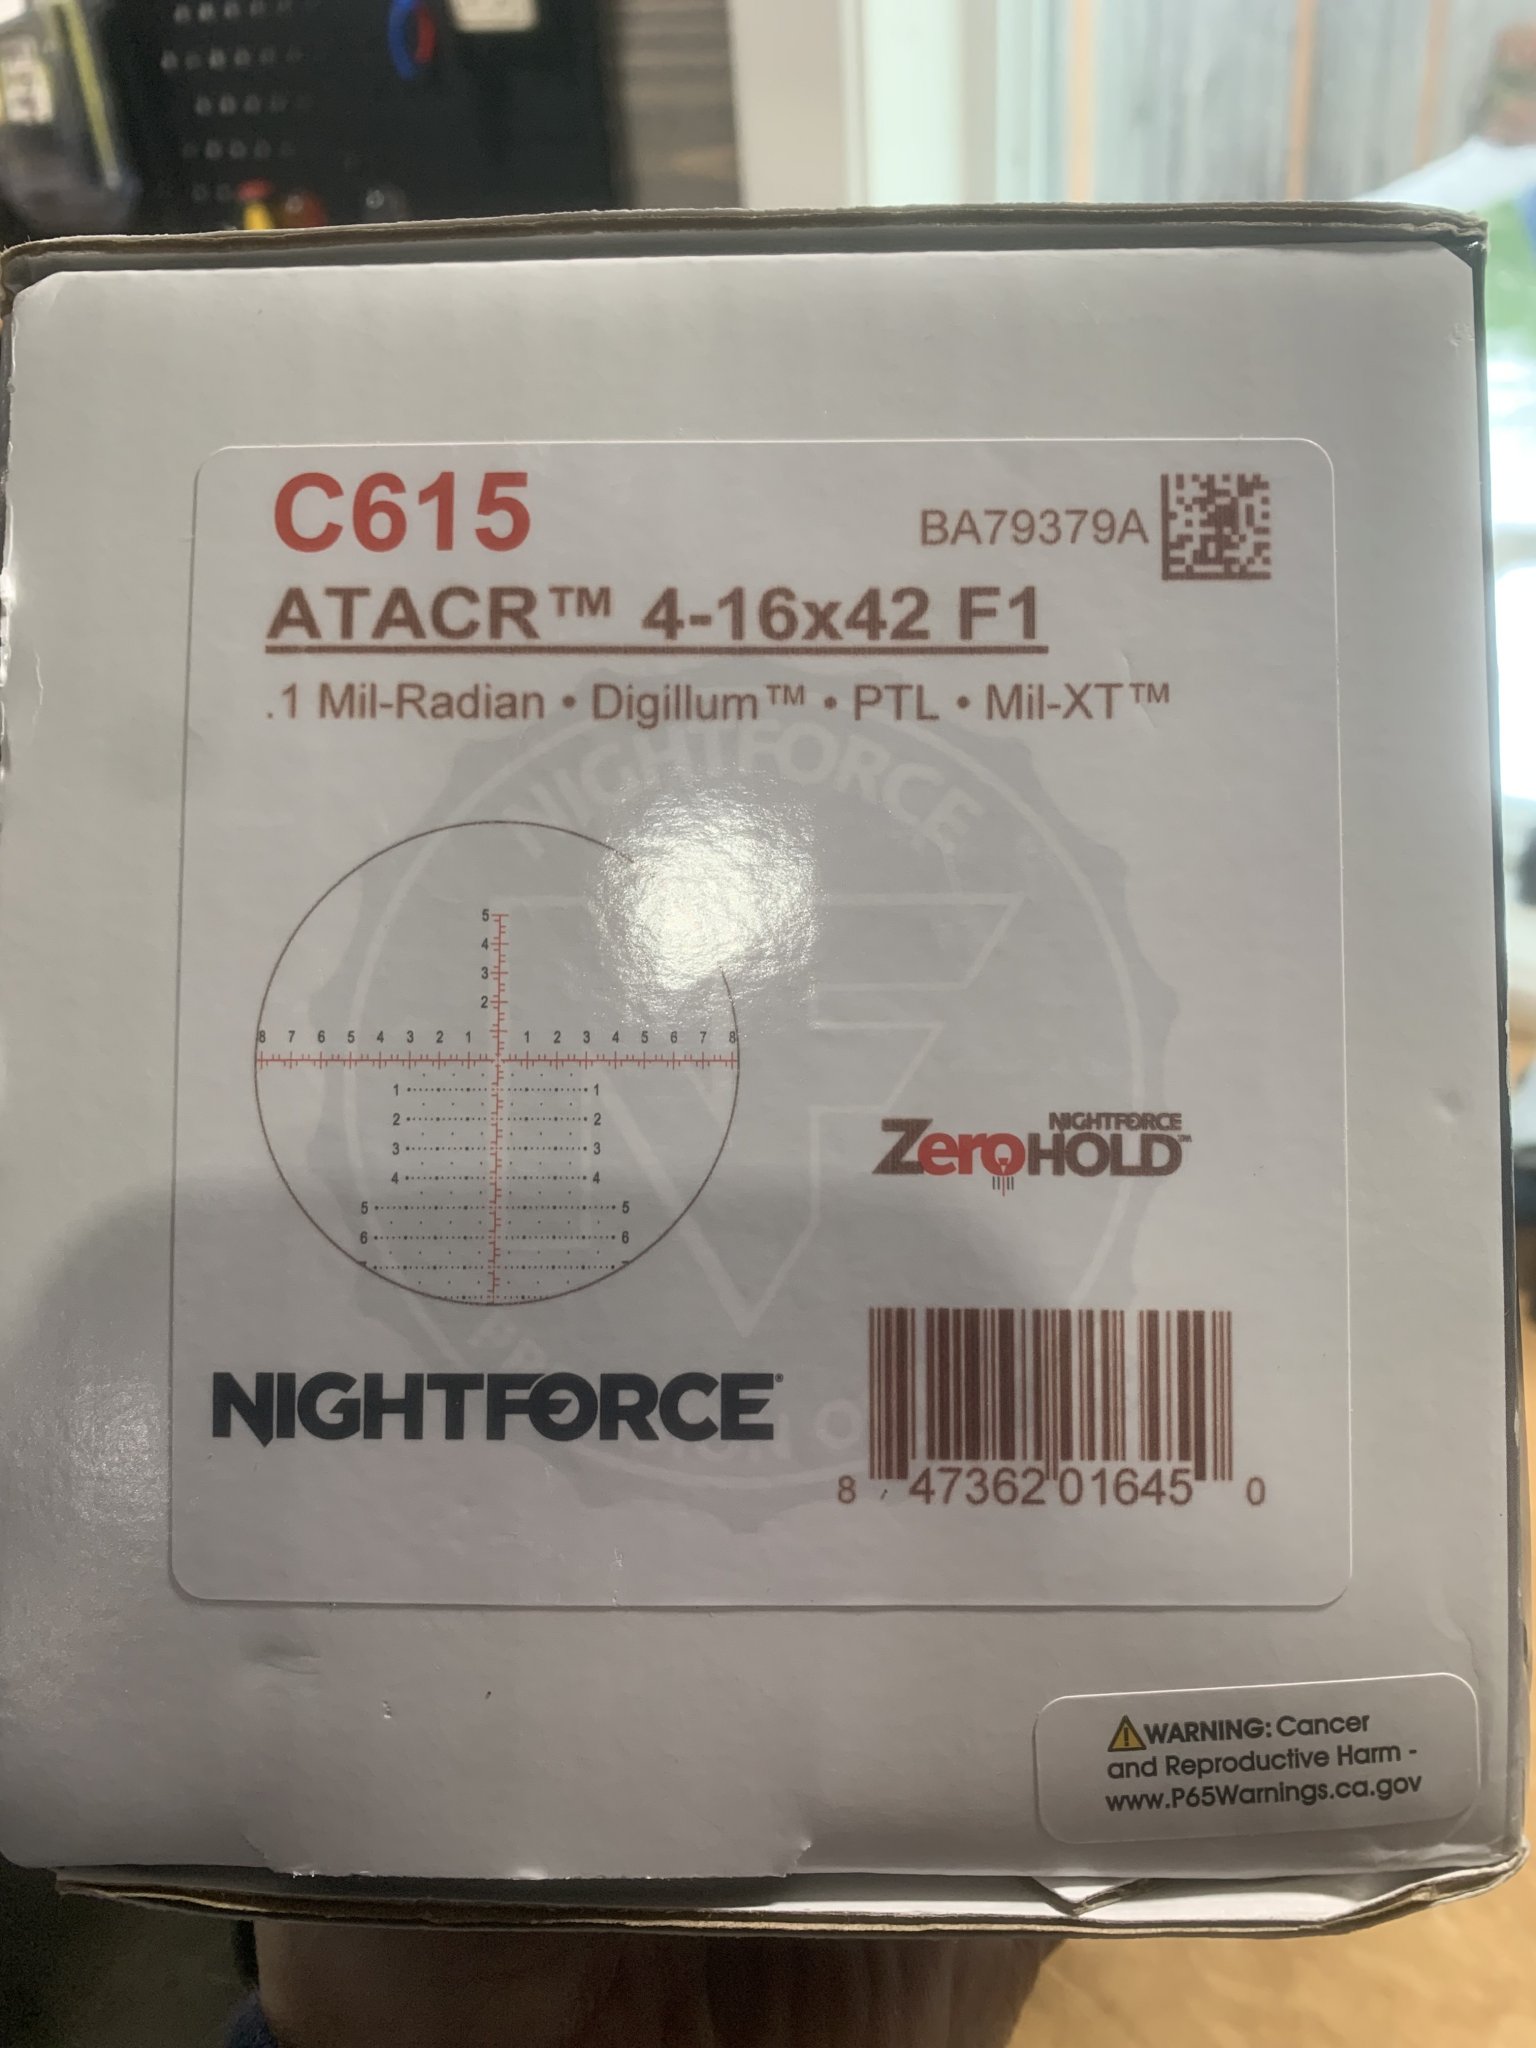 C615
BA79379A
ATACR™ 4-16x42 F1
.1 Mil-Radian • Digillum™ • PTL • Mil-XT™
NIGHTFORCE
5
4
3
2
8 7 6 5 4 3 2 1 1 2 3 4 5 6 7 8
1 1
2 2
3 3
4 4
5 5
6 6
NIGHTFORCE
ZeroHOLD
NIGHTFORCE®
8 47362 01645 0
WARNING: Cancer
and Reproductive Harm -
www.P65Warnings.ca.gov